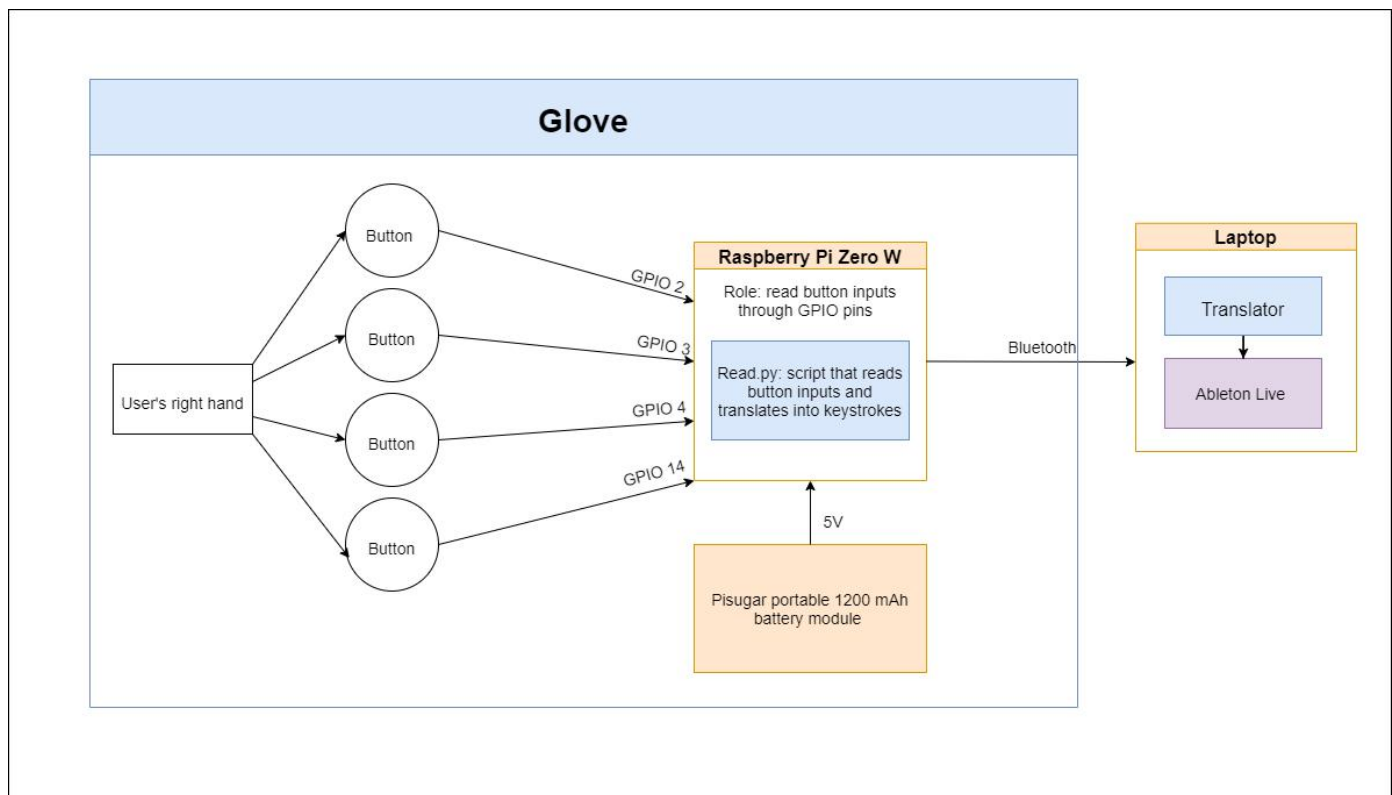 Glove
User's right hand
Button
Button
Button
Button
GPIO 2
GPIO 3
GPIO 4
GPIO 14
Raspberry Pi Zero W
Role: read button inputs
through GPIO pins
Read.py: script that reads
button inputs and
translates into keystrokes
5V
Pisugar portable 1200 mAh
battery module
Bluetooth
Laptop
Translator
Ableton Live